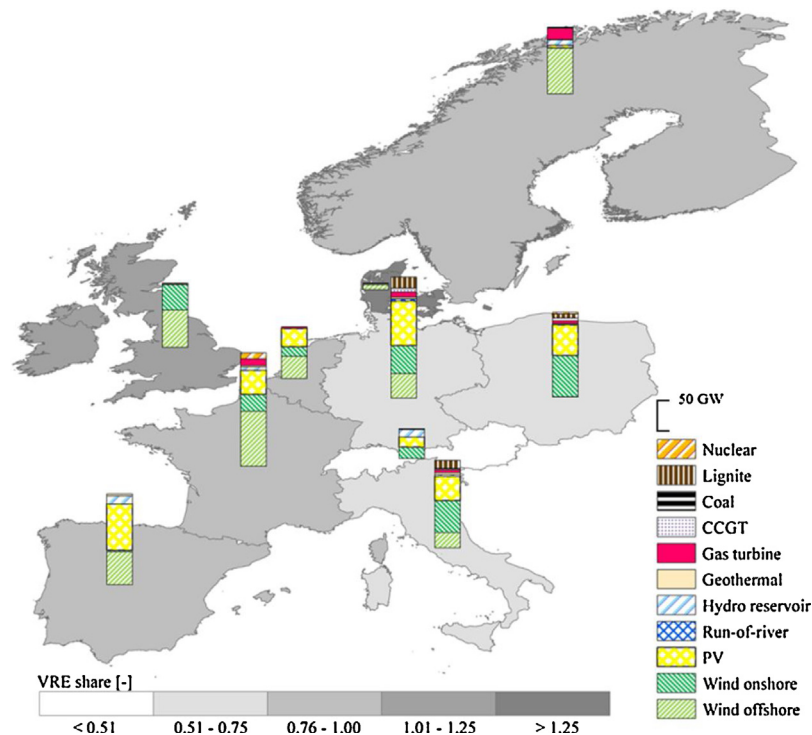 50 GW
Nuclear
Lignite
Coal
CCGT
Gas turbine
Geothermal
Hydro reservoir
Run-of-river
PV
Wind onshore
Wind offshore
VRE share [-]
< 0.51 0.51 - 0.75 0.76 - 1.00 1.01 - 1.25 > 1.25